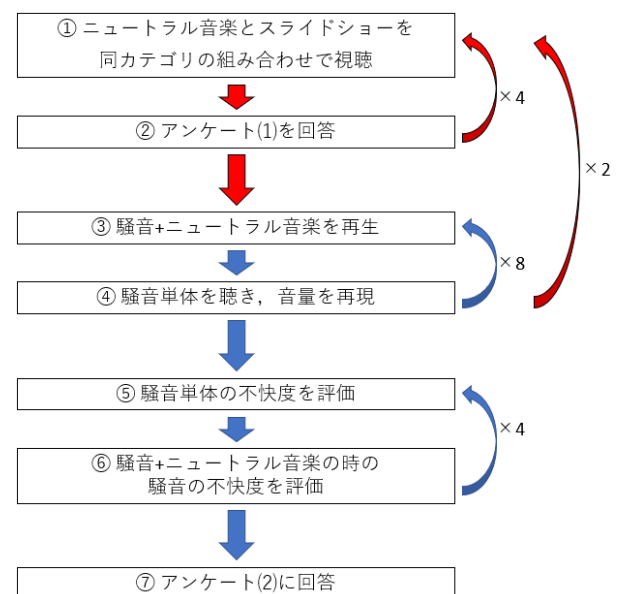 ① ニュートラル音楽とスライドショーを
同カテゴリの組み合わせで視聴
×4
② アンケート(1)を回答
×2
③ 騒音+ニュートラル音楽を再生
×8
④ 騒音単体を聴き，音量を再現
⑤ 騒音単体の不快度を評価
×4
⑥ 騒音+ニュートラル音楽の時の
騒音の不快度を評価
⑦ アンケート(2)に回答